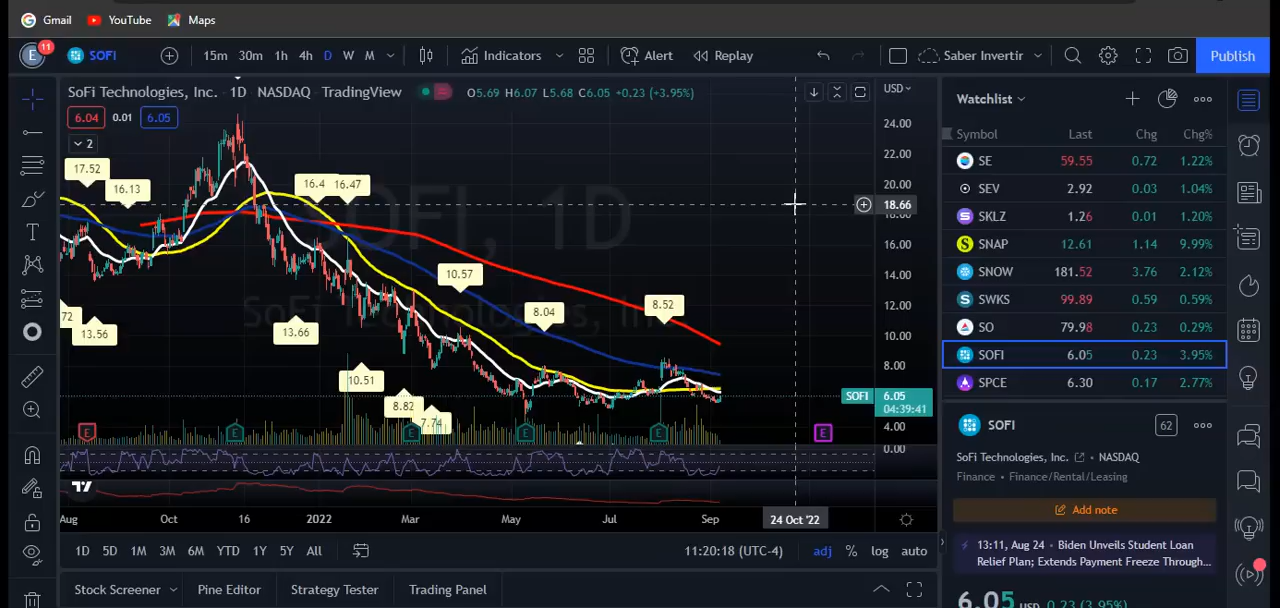 Gmail YouTube Maps
E 11 SOFI 15m 30m 1h 4h D W M Indicators Alert Replay Saber Invertir Publish
SoFi Technologies, Inc. · 1D · NASDAQ · TradingView O5.69 H6.07 L5.68 C6.05 +0.23 (+3.95%) USD
6.04 0.01 6.05
2
SOFI, 1D
SoFi Technologies, Inc.
17.52
16.13
16.4
16.47
10.57
8.04
8.52
72
13.56
13.66
10.51
8.82
7.74
E E E E E E
24.00
22.00
20.00
18.66
18.00
16.00
14.00
12.00
10.00
8.00
SOFI 6.05
04:39:41
4.00
0.00
Aug Oct 16 2022 Mar May Jul Sep 24 Oct '22
1D 5D 1M 3M 6M YTD 1Y 5Y All 11:20:18 (UTC-4) adj % log auto
Stock Screener Pine Editor Strategy Tester Trading Panel
Watchlist
Symbol Last Chg Chg%
SE 59.55 0.72 1.22%
SEV 2.92 0.03 1.04%
SKLZ 1.26 0.01 1.20%
SNAP 12.61 1.14 9.99%
SNOW 181.52 3.76 2.12%
SWKS 99.89 0.59 0.59%
SO 79.98 0.23 0.29%
SOFI 6.05 0.23 3.95%
SPCE 6.30 0.17 2.77%
SOFI 62
SoFi Technologies, Inc. • NASDAQ
Finance • Finance/Rental/Leasing
Add note
13:11, Aug 24 • Biden Unveils Student Loan
Relief Plan; Extends Payment Freeze Through...
6.05 USD 0.23 (3.95%)